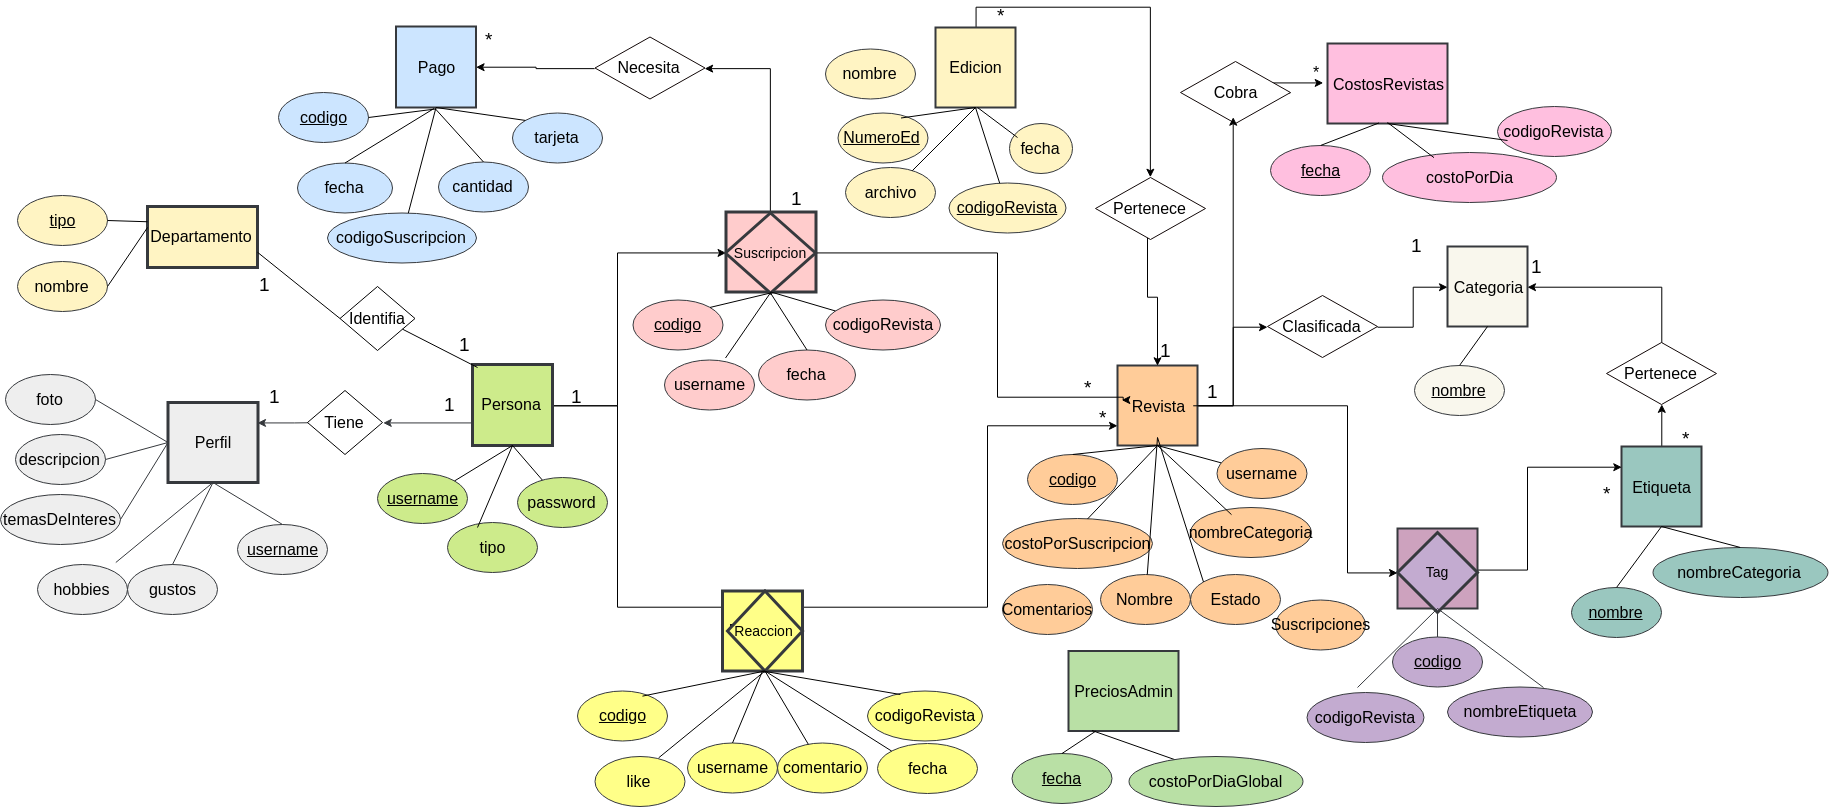 Pago
*
Necesita
codigo
tarjeta
fecha
cantidad
codigoSuscripcion
Edicion
*
nombre
NumeroEd
fecha
archivo
codigoRevista
Pertenece
Cobra
*
CostosRevistas
codigoRevista
fecha
costoPorDia
tipo
Departamento
nombre
1
Identifia
1
1
Suscripcion
codigo
codigoRevista
username
fecha
1
Categoria
1
Clasificada
nombre
Pertenece
*
foto
descripcion
temasDeInteres
hobbies
gustos
username
Perfil
1
Tiene
1
Persona
1
username
password
tipo
1
*
*
Revista
1
codigo
username
costoPorSuscripcion
nombreCategoria
Comentarios
Nombre
Estado
Suscripciones
Etiqueta
*
nombreCategoria
nombre
Tag
codigo
codigoRevista
nombreEtiqueta
Reaccion
codigo
codigoRevista
like
username
comentario
fecha
PreciosAdmin
fecha
costoPorDiaGlobal